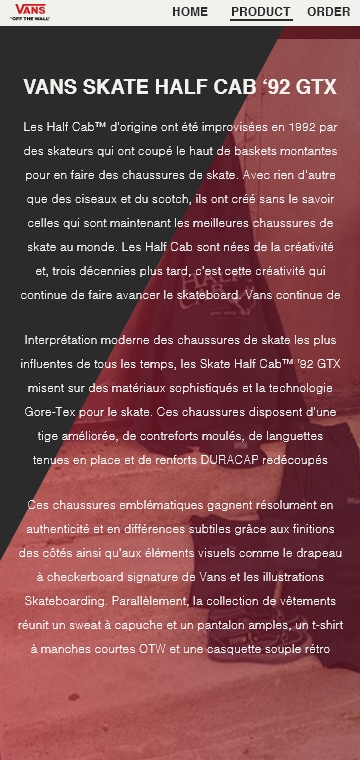 VANS
"OFF THE WALL"
HOME PRODUCT ORDER
VANS SKATE HALF CAB ‘92 GTX
Les Half Cab™ d'origine ont été improvisées en 1992 par
des skateurs qui ont coupé le haut de baskets montantes
pour en faire des chaussures de skate. Avec rien d'autre
que des ciseaux et du scotch, ils ont créé sans le savoir
celles qui sont maintenant les meilleures chaussures de
skate au monde. Les Half Cab sont nées de la créativité
et, trois décennies plus tard, c'est cette créativité qui
continue de faire avancer le skateboard. Vans continue de
Interprétation moderne des chaussures de skate les plus
influentes de tous les temps, les Skate Half Cab™ '92 GTX
misent sur des matériaux sophistiqués et la technologie
Gore-Tex pour le skate. Ces chaussures disposent d'une
tige améliorée, de contreforts moulés, de languettes
tenues en place et de renforts DURACAP redécoupés
Ces chaussures emblématiques gagnent résolument en
authenticité et en différences subtiles grâce aux finitions
des côtés ainsi qu'aux éléments visuels comme le drapeau
à checkerboard signature de Vans et les illustrations
Skateboarding. Parallèlement, la collection de vêtements
réunit un sweat à capuche et un pantalon amples, un t-shirt
à manches courtes OTW et une casquette souple rétro